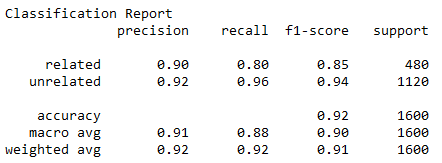 Classification Report
precision recall f1-score support
related 0.90 0.80 0.85 480
unrelated 0.92 0.96 0.94 1120
accuracy 0.92 1600
macro avg 0.91 0.88 0.90 1600
weighted avg 0.92 0.92 0.91 1600